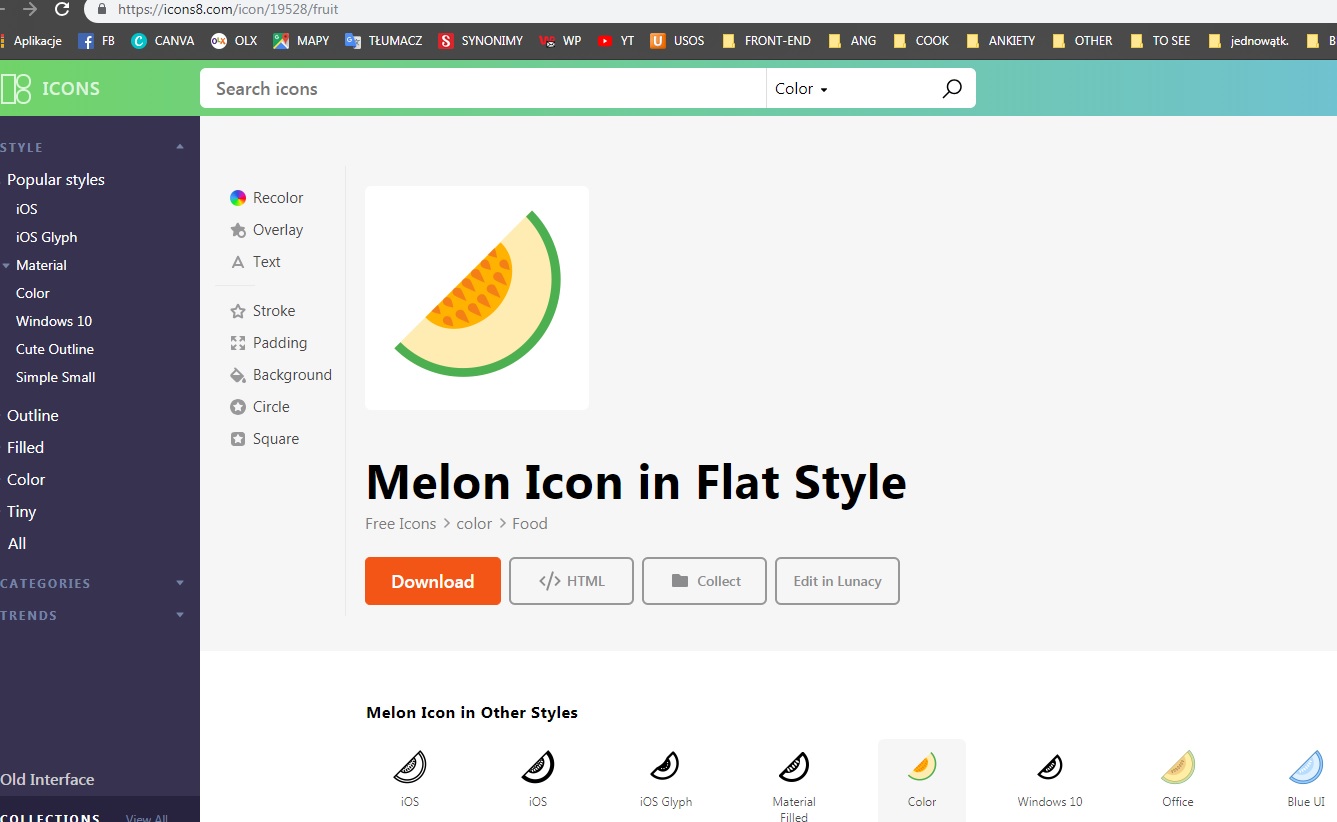 https://icons8.com/icon/19528/fruit
Aplikacje FB CANVA OLX MAPY TŁUMACZ SYNONIMY WP YT USOS FRONT-END ANG COOK ANKIETY OTHER TO SEE jednowątk. B
ICONS
Search icons
Color
STYLE
Popular styles
iOS
iOS Glyph
Material
Color
Windows 10
Cute Outline
Simple Small
Outline
Filled
Color
Tiny
All
CATEGORIES
TRENDS
Old Interface
COLLECTIONS View All
Recolor
Overlay
Text
Stroke
Padding
Background
Circle
Square
Melon Icon in Flat Style
Free Icons > color > Food
Download
</> HTML
Collect
Edit in Lunacy
Melon Icon in Other Styles
iOS
iOS
iOS Glyph
Material
Filled
Color
Windows 10
Office
Blue UI